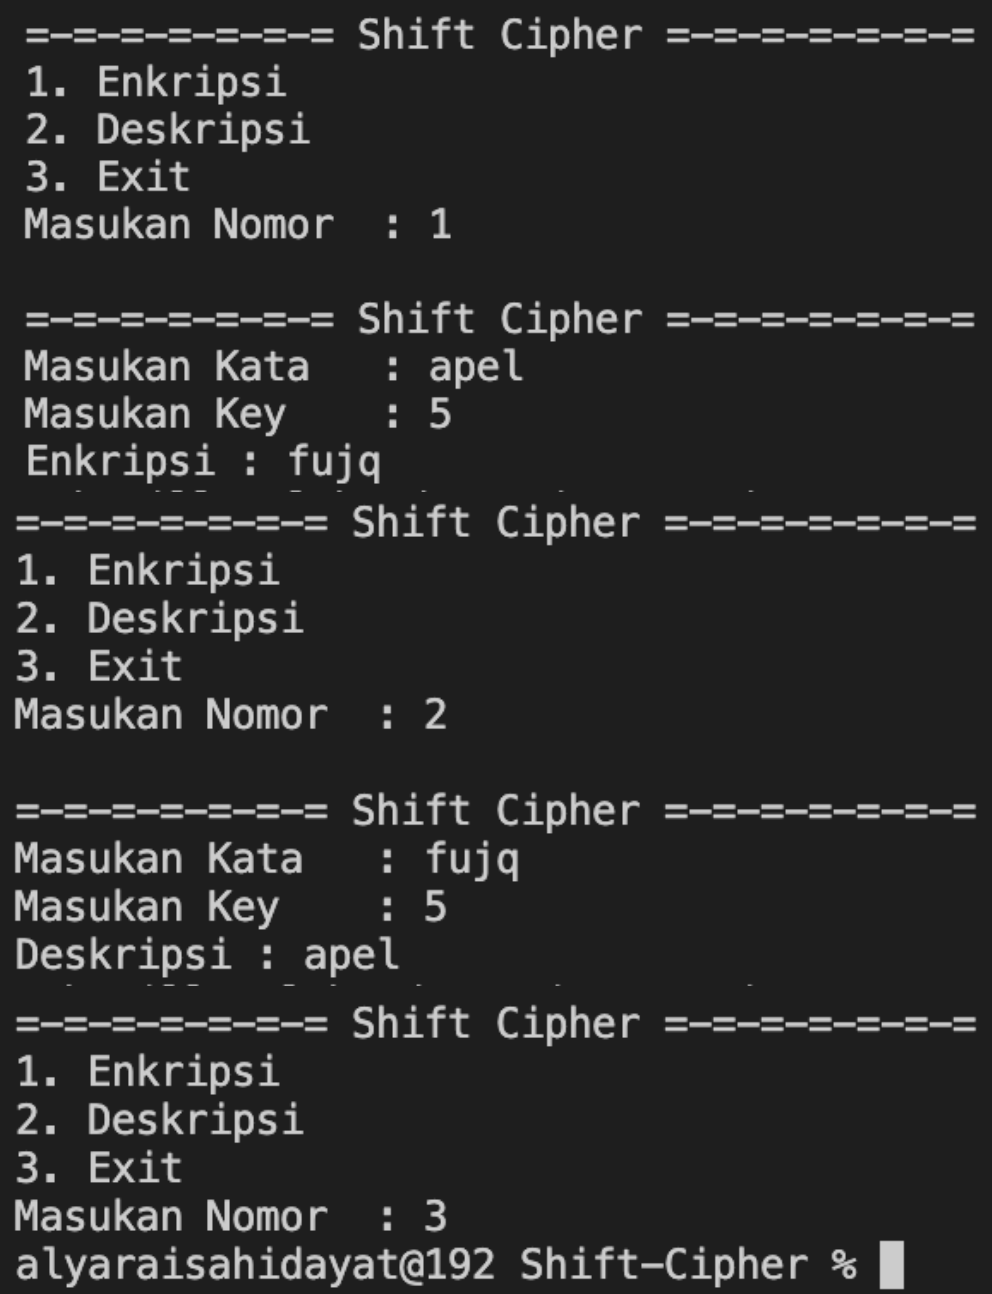 =-=-=-=-=-=-= Shift Cipher =-=-=-=-=-=-=
1. Enkripsi
2. Deskripsi
3. Exit
Masukan Nomor  : 1
=-=-=-=-=-=-= Shift Cipher =-=-=-=-=-=-=
Masukan Kata   : apel
Masukan Key    : 5
Enkripsi : fujq
=-=-=-=-=-=-= Shift Cipher =-=-=-=-=-=-=
1. Enkripsi
2. Deskripsi
3. Exit
Masukan Nomor  : 2
=-=-=-=-=-=-= Shift Cipher =-=-=-=-=-=-=
Masukan Kata   : fujq
Masukan Key    : 5
Deskripsi : apel
=-=-=-=-=-=-= Shift Cipher =-=-=-=-=-=-=
1. Enkripsi
2. Deskripsi
3. Exit
Masukan Nomor  : 3
alyaraisahidayat@192 Shift-Cipher %